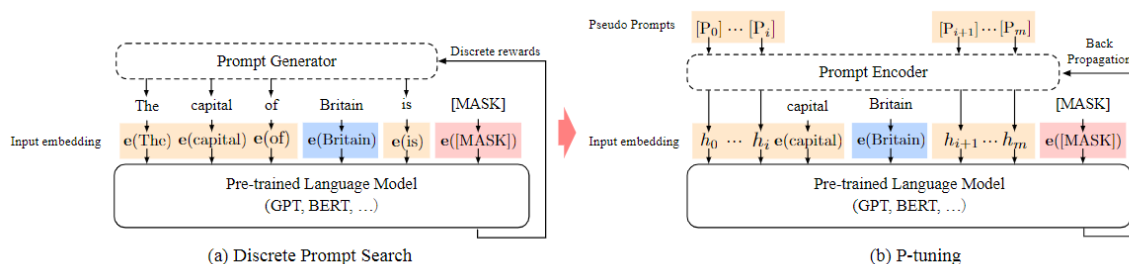 Prompt Generator
Discrete rewards
The capital of Britain is [MASK]
Input embedding e(The) e(capital) e(of) e(Britain) e(is) e([MASK])
Pre-trained Language Model
(GPT, BERT, …)
(a) Discrete Prompt Search
Pseudo Prompts [P₀] ⋯ [Pᵢ] [Pᵢ₊₁] ⋯ [Pₘ]
Prompt Encoder
Back
Propagation
capital Britain [MASK]
Input embedding h₀ ⋯ hᵢ e(capital) e(Britain) hᵢ₊₁ ⋯ hₘ e([MASK])
Pre-trained Language Model
(GPT, BERT, …)
(b) P-tuning